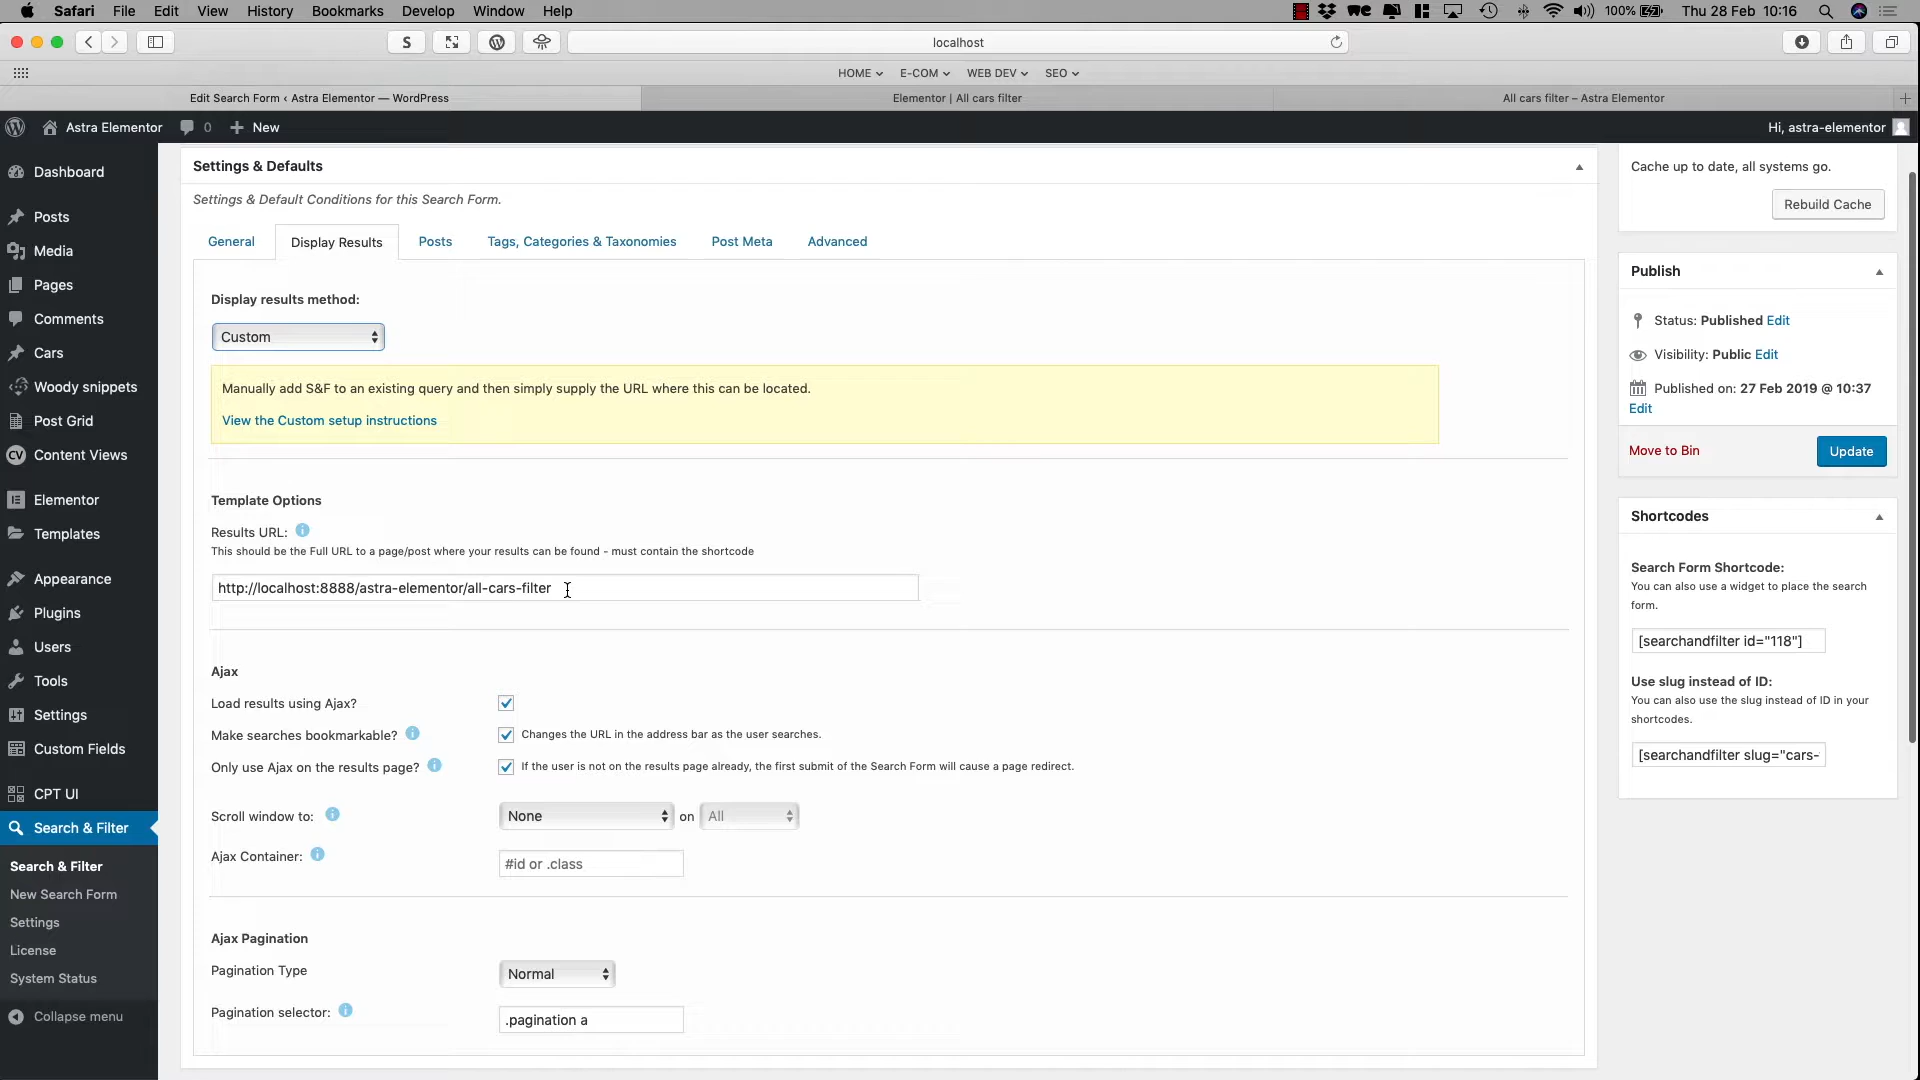 Safari File Edit View History Bookmarks Develop Window Help
100% Thu 28 Feb 10:16
S
localhost
HOME E-COM WEB DEV SEO
Edit Search Form ‹ Astra Elementor — WordPress
Elementor | All cars filter
All cars filter – Astra Elementor
Astra Elementor 0 New
Hi, astra-elementor
Dashboard
Posts
Media
Pages
Comments
Cars
Woody snippets
Post Grid
Content Views
Elementor
Templates
Appearance
Plugins
Users
Tools
Settings
Custom Fields
CPT UI
Search & Filter
Search & Filter
New Search Form
Settings
License
System Status
Collapse menu
Settings & Defaults
Settings & Default Conditions for this Search Form.
General Display Results Posts Tags, Categories & Taxonomies Post Meta Advanced
Display results method:
Custom
Manually add S&F to an existing query and then simply supply the URL where this can be located.
View the Custom setup instructions
Template Options
Results URL:
This should be the Full URL to a page/post where your results can be found - must contain the shortcode
http://localhost:8888/astra-elementor/all-cars-filter
Ajax
Load results using Ajax?
Make searches bookmarkable? Changes the URL in the address bar as the user searches.
Only use Ajax on the results page? If the user is not on the results page already, the first submit of the Search Form will cause a page redirect.
Scroll window to: None on All
Ajax Container: #id or .class
Ajax Pagination
Pagination Type Normal
Pagination selector: .pagination a
Cache up to date, all systems go.
Rebuild Cache
Publish
Status: Published Edit
Visibility: Public Edit
Published on: 27 Feb 2019 @ 10:37
Edit
Move to Bin Update
Shortcodes
Search Form Shortcode:
You can also use a widget to place the search
form.
[searchandfilter id="118"]
Use slug instead of ID:
You can also use the slug instead of ID in your
shortcodes.
[searchandfilter slug="cars-